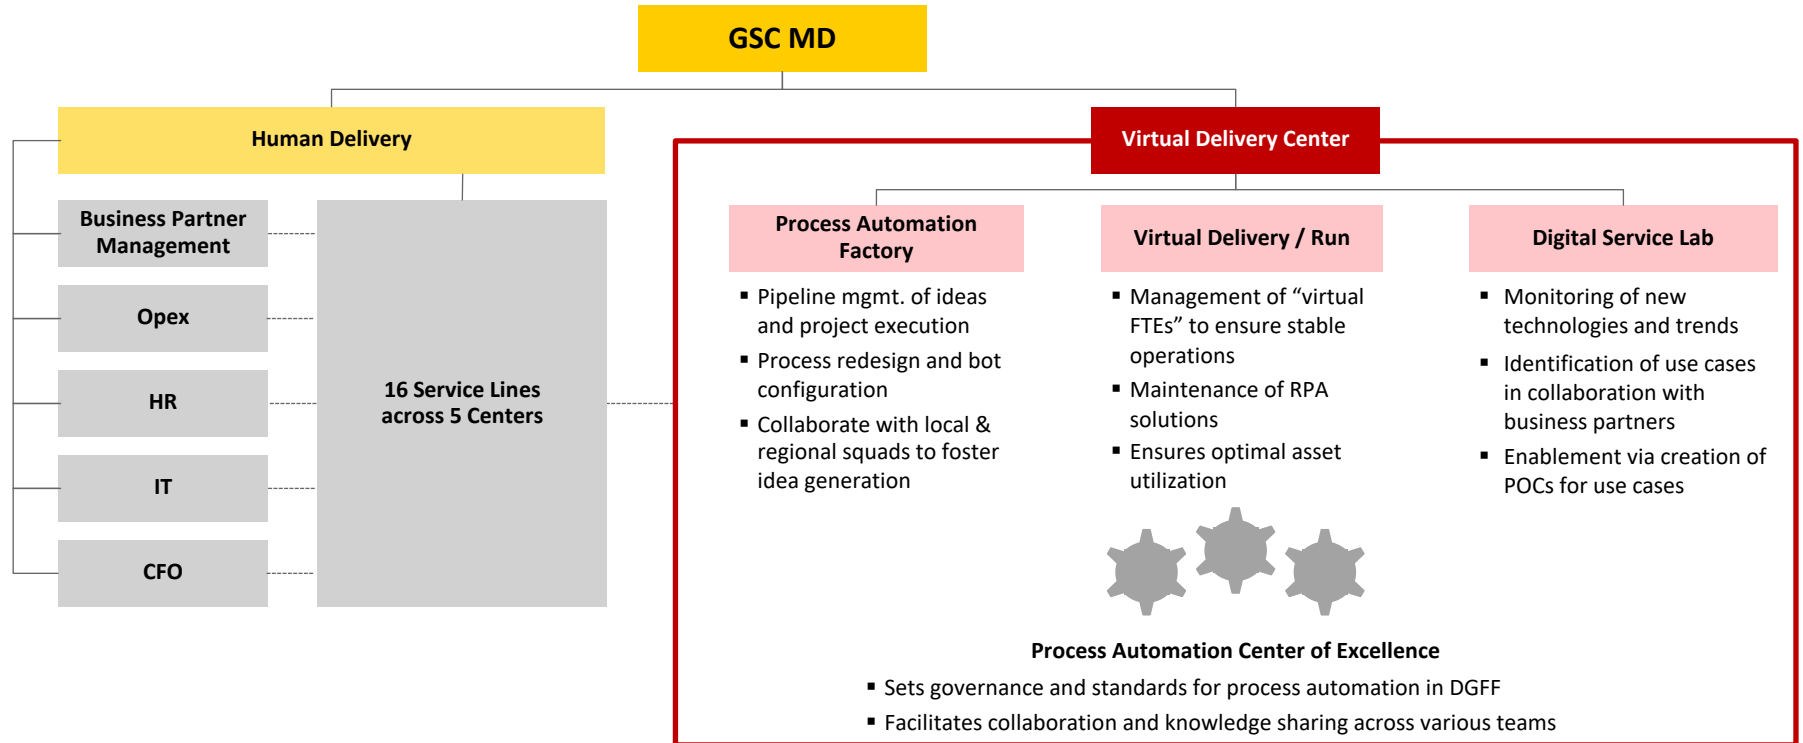 GSC MD
Human Delivery
Virtual Delivery Center
Business Partner
Management
Opex
HR
IT
CFO
16 Service Lines
across 5 Centers
Process Automation
Factory
▪ Pipeline mgmt. of ideas
and project execution
▪ Process redesign and bot
configuration
▪ Collaborate with local &
regional squads to foster
idea generation
Virtual Delivery / Run
▪ Management of “virtual
FTEs” to ensure stable
operations
▪ Maintenance of RPA
solutions
▪ Ensures optimal asset
utilization
Digital Service Lab
▪ Monitoring of new
technologies and trends
▪ Identification of use cases
in collaboration with
business partners
▪ Enablement via creation of
POCs for use cases
Process Automation Center of Excellence
▪ Sets governance and standards for process automation in DGFF
▪ Facilitates collaboration and knowledge sharing across various teams